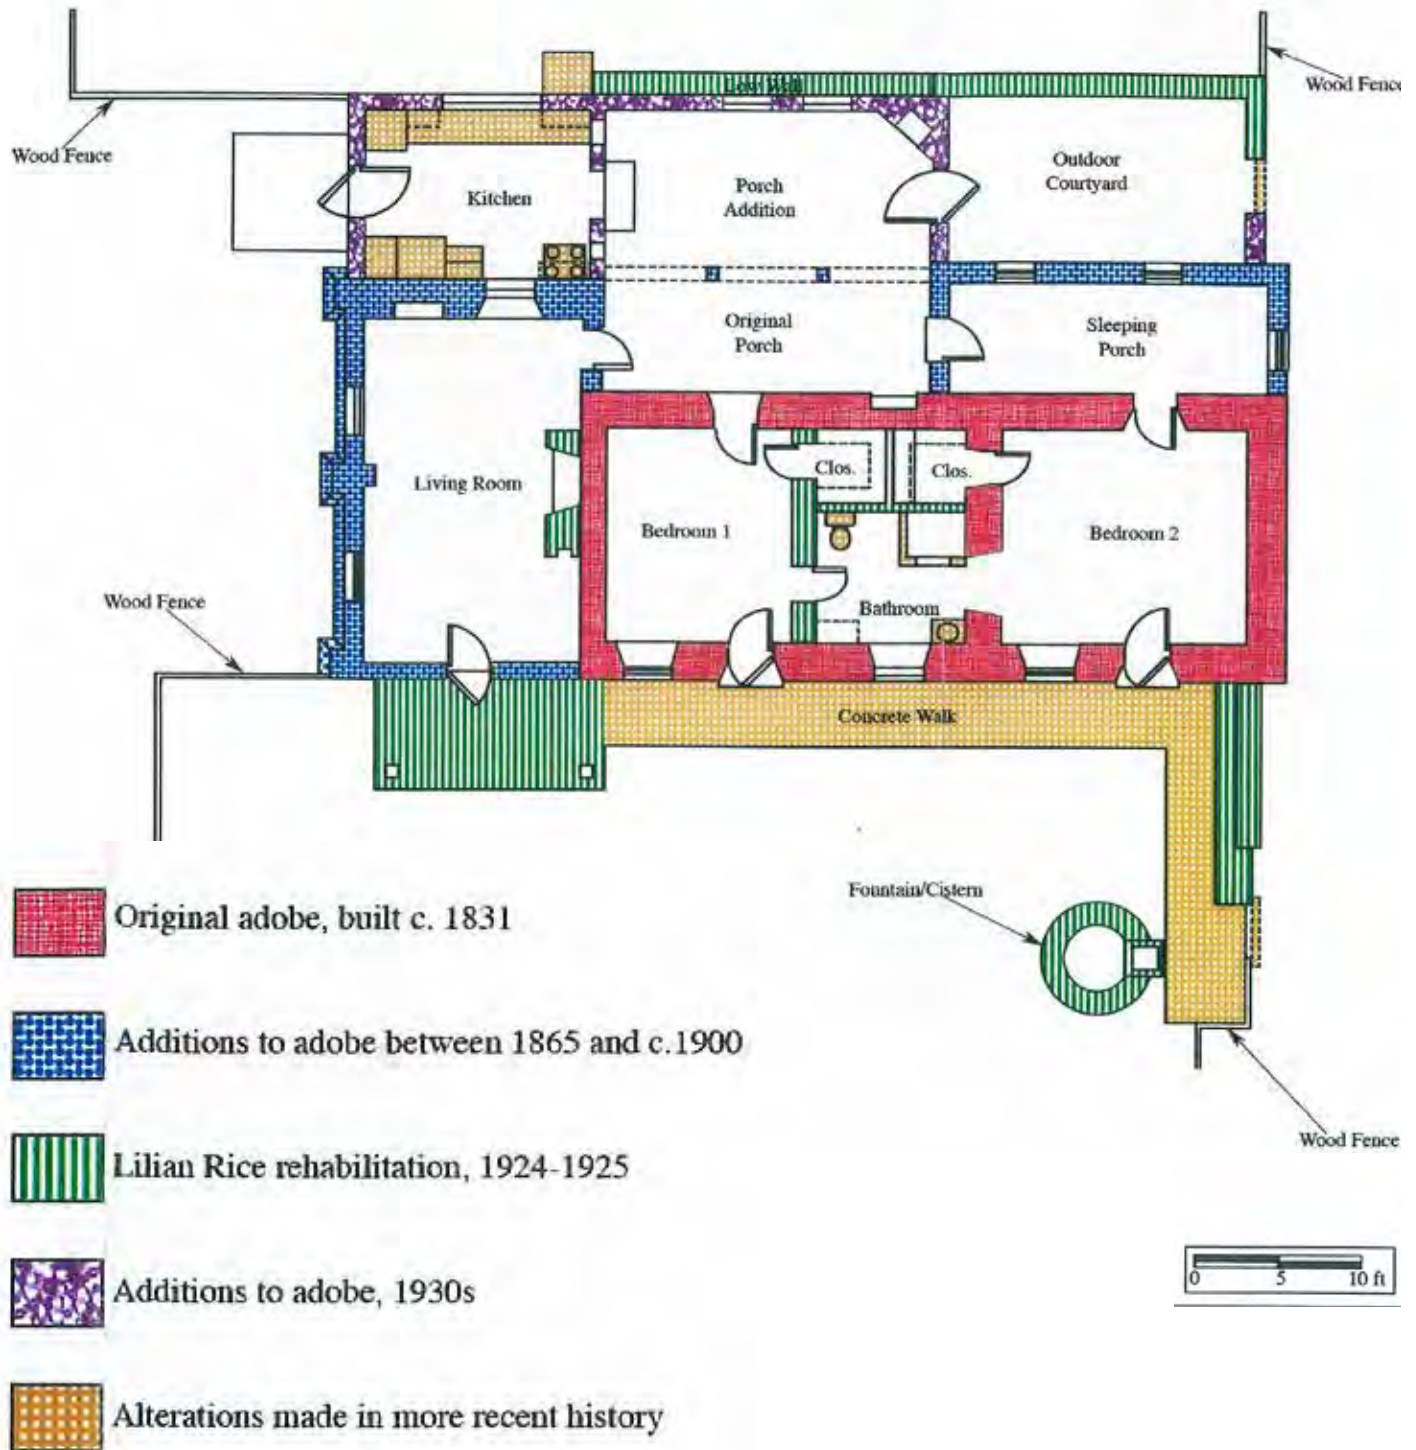 Low Wall
Wood Fence
Wood Fence
Outdoor
Courtyard
Kitchen
Porch
Addition
Original
Porch
Sleeping
Porch
Living Room
Clos.
Clos.
Bedroom 1
Bedroom 2
Wood Fence
Bathroom
Concrete Walk
Fountain/Cistern
Original adobe, built c. 1831
Additions to adobe between 1865 and c.1900
Wood Fence
Lilian Rice rehabilitation, 1924-1925
Additions to adobe, 1930s
0 5 10 ft
Alterations made in more recent history